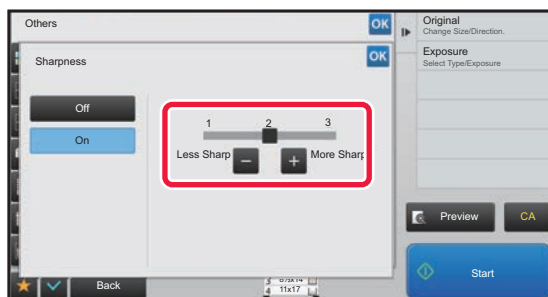 Others
OK
Original
Change Size/Direction.
Sharpness
OK
Exposure
Select Type/Exposure
Off
On
1 2 3
Less Sharp
More Sharp
Preview
CA
Back
4 11x17
Start